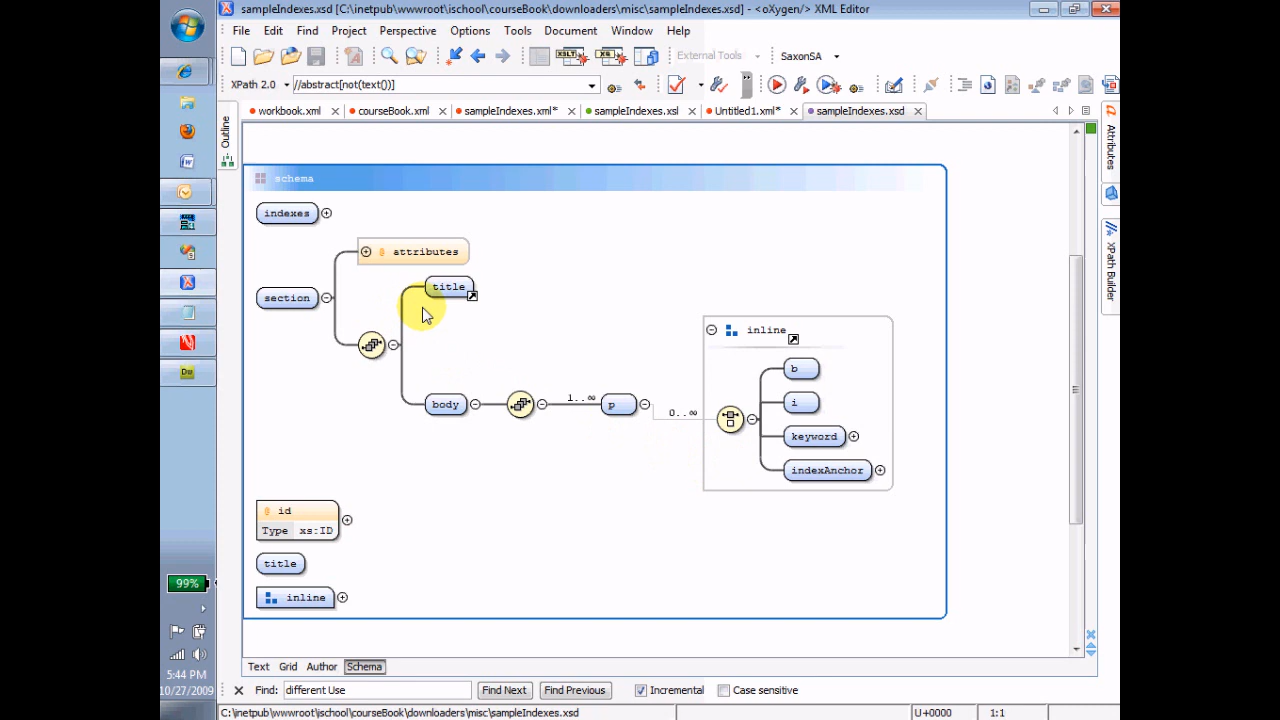 sampleIndexes.xsd [C:\inetpub\wwwroot\ischool\courseBook\downloaders\misc\sampleIndexes.xsd] - <oXygen/> XML Editor
File Edit Find Project Perspective Options Tools Document Window Help
External Tools SaxonSA
XPath 2.0 //abstract[not(text())]
workbook.xml courseBook.xml sampleIndexes.xml* sampleIndexes.xsl Untitled1.xml* sampleIndexes.xsd
Outline
Attributes
XPath Builder
schema
indexes
@ attributes
title
section
inline
b
body 1..∞ p 0..∞
i
keyword
indexAnchor
@ id
Type xs:ID
title
inline
99%
Text Grid Author Schema
5:44 PM
10/27/2009
Find: different Use Find Next Find Previous Incremental Case sensitive
C:\inetpub\wwwroot\ischool\courseBook\downloaders\misc\sampleIndexes.xsd U+0000 1:1